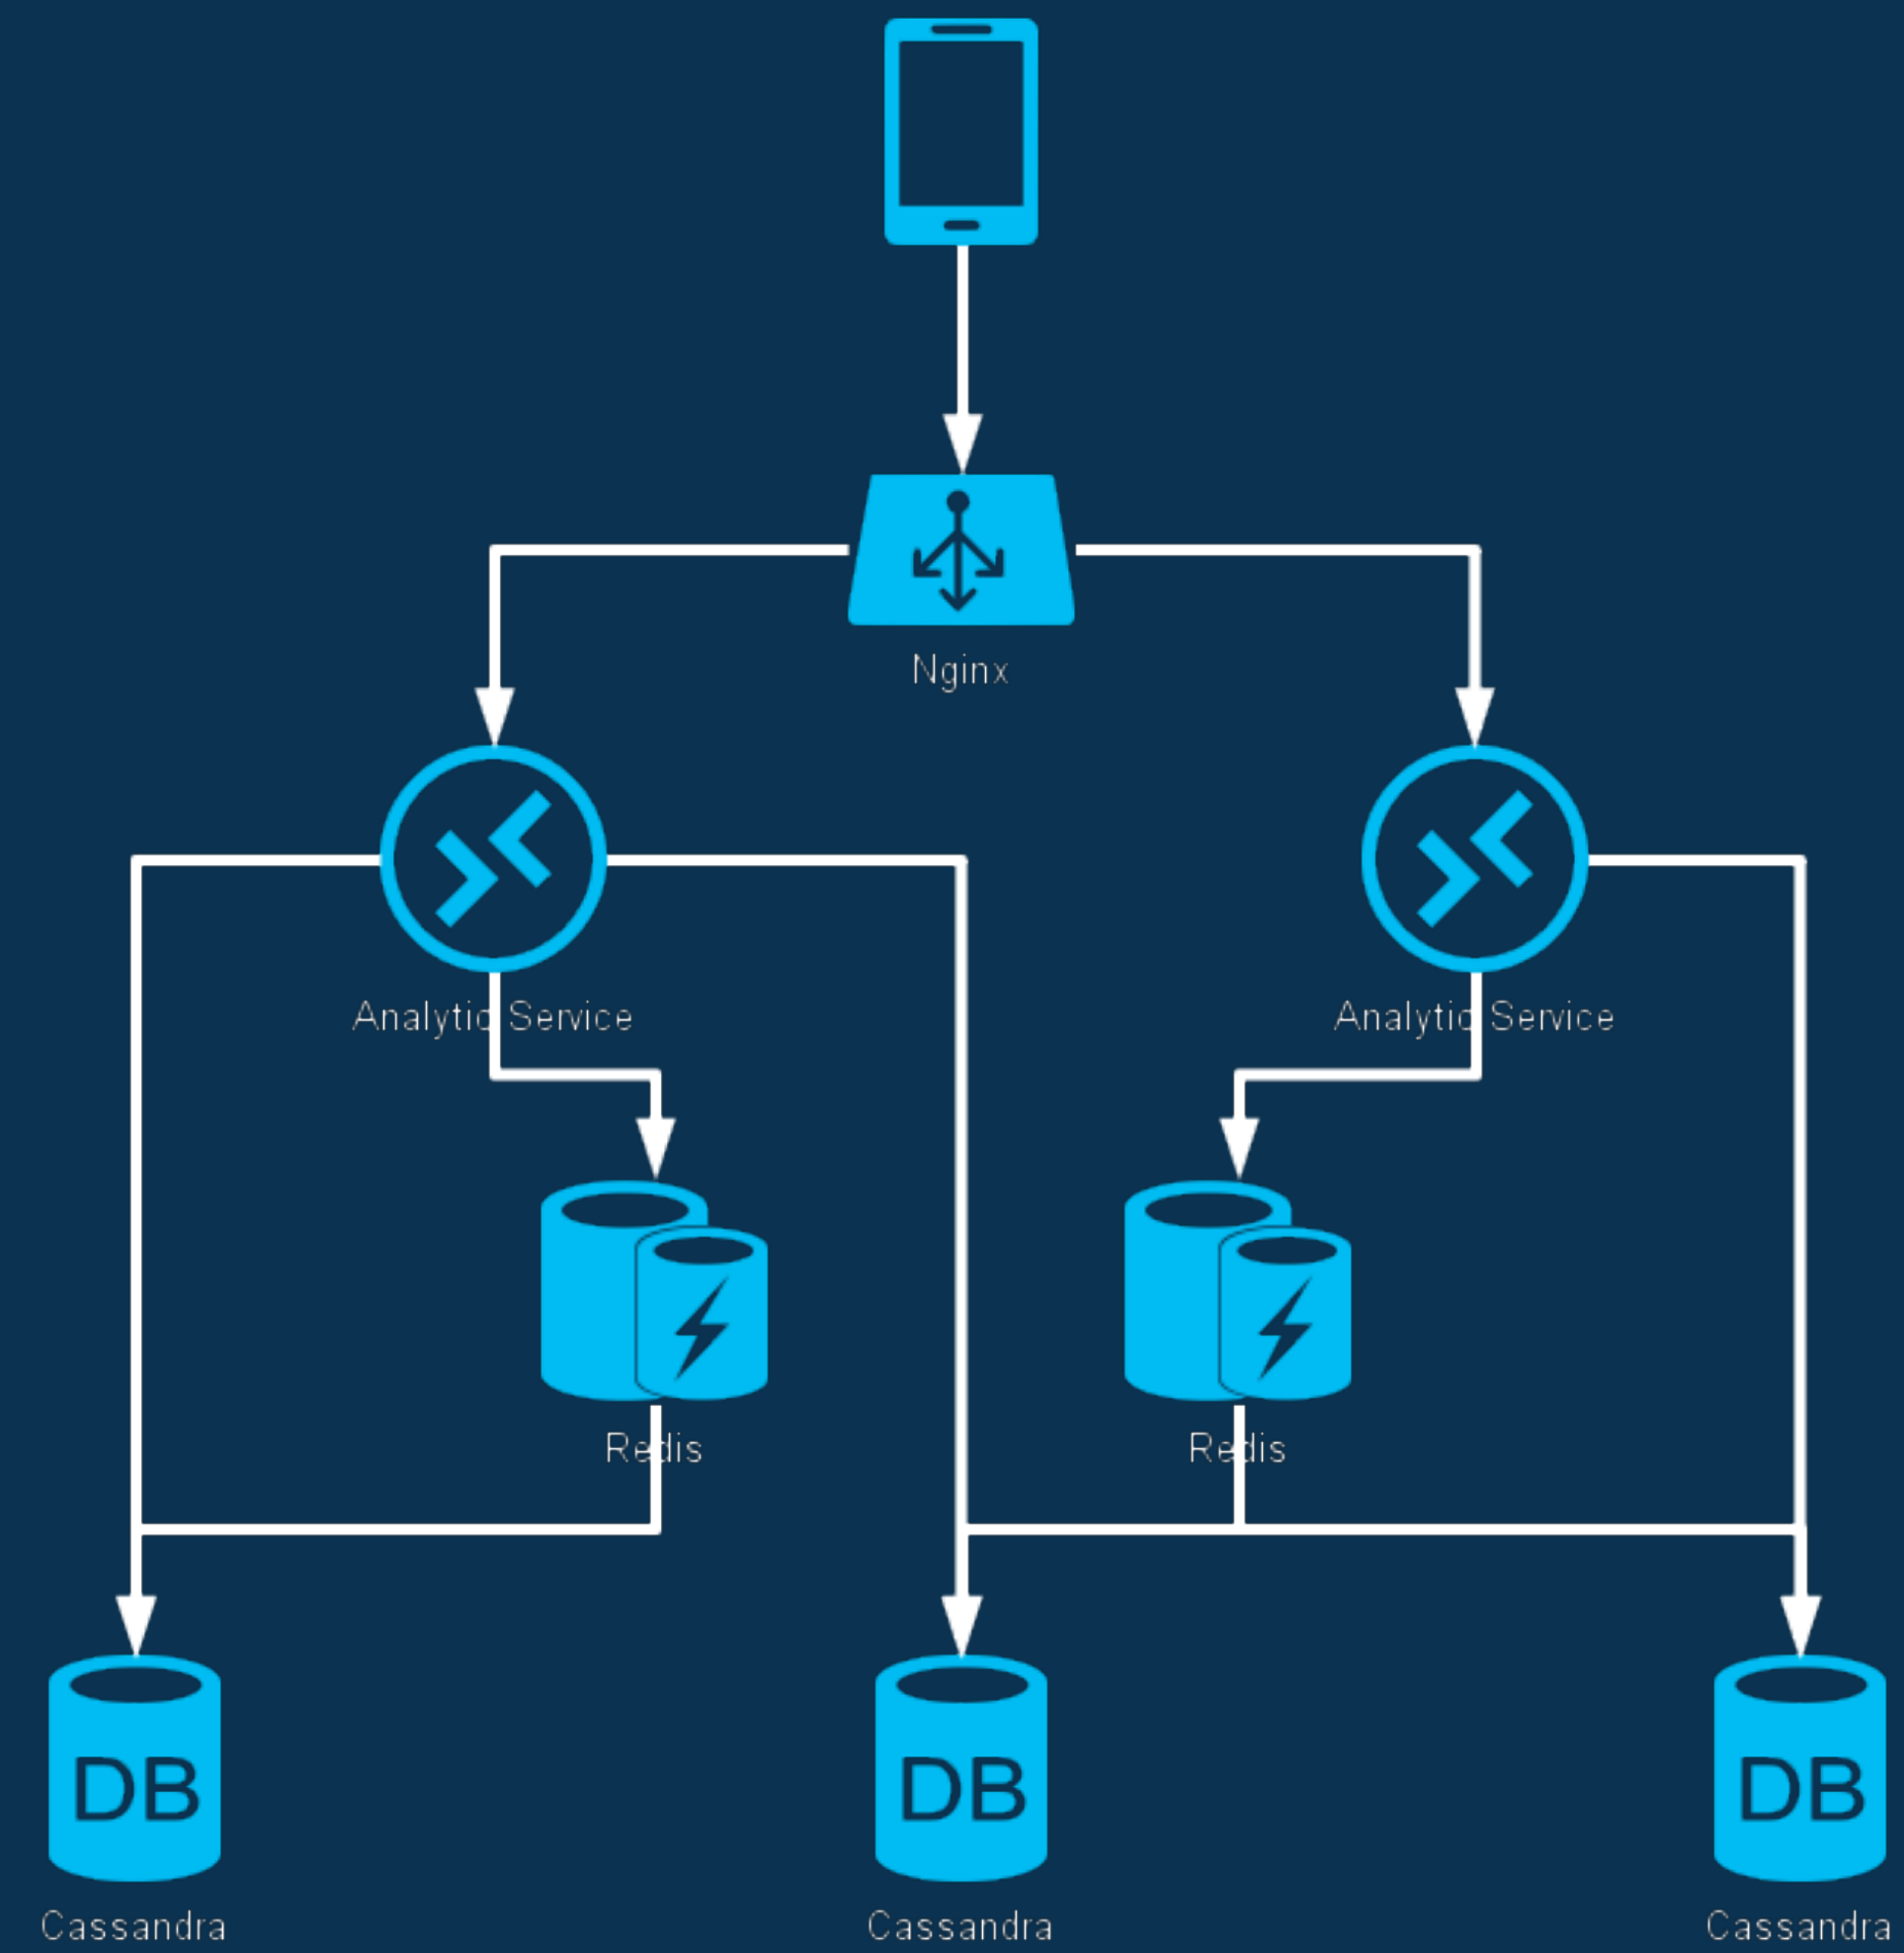 Nginx
Analytic Service
Analytic Service
Redis
Redis
DB
DB
DB
Cassandra
Cassandra
Cassandra